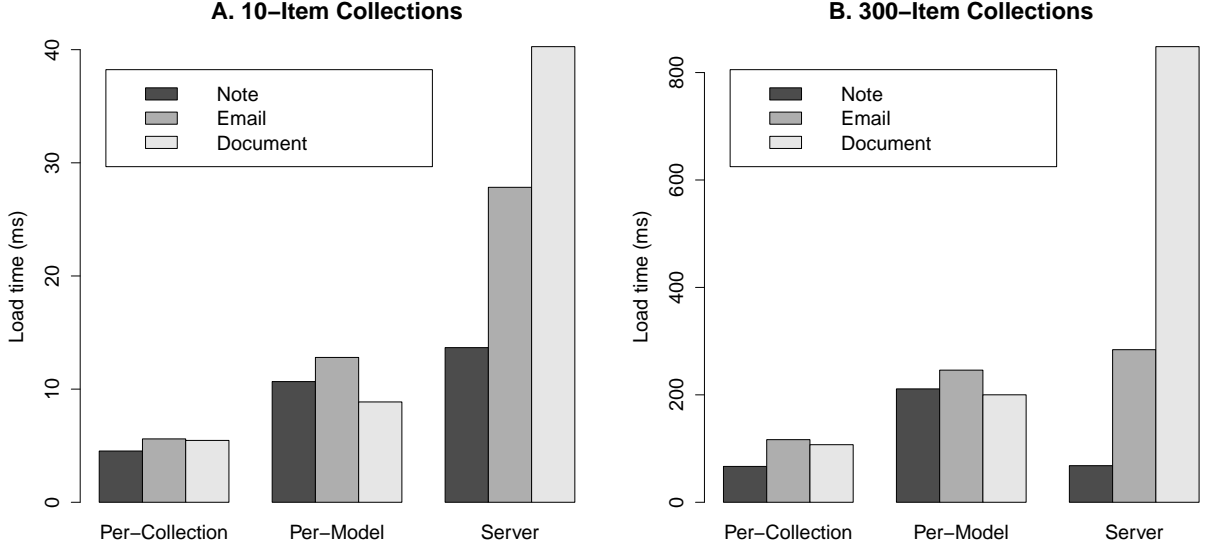 A. 10−Item Collections
Load time (ms)
0
10
20
30
40
Note
Email
Document
Per−Collection
Per−Model
Server
B. 300−Item Collections
Load time (ms)
0
200
400
600
800
Note
Email
Document
Per−Collection
Per−Model
Server